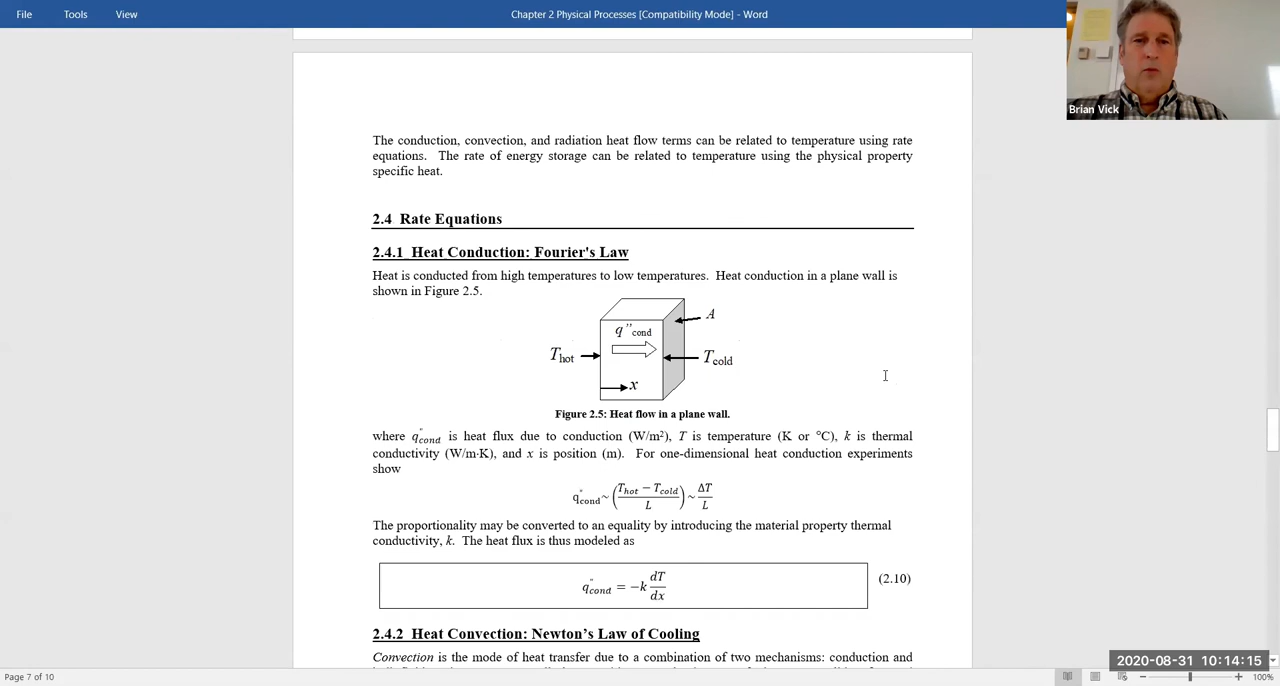 File Tools View Chapter 2 Physical Processes [Compatibility Mode] - Word
Brian Vick
The conduction, convection, and radiation heat flow terms can be related to temperature using rate
equations. The rate of energy storage can be related to temperature using the physical property
specific heat.
2.4 Rate Equations
2.4.1 Heat Conduction: Fourier's Law
Heat is conducted from high temperatures to low temperatures. Heat conduction in a plane wall is
shown in Figure 2.5.
A
q''cond
Thot
Tcold
x
Figure 2.5: Heat flow in a plane wall.
where q''cond is heat flux due to conduction (W/m²), T is temperature (K or °C), k is thermal
conductivity (W/m·K), and x is position (m). For one-dimensional heat conduction experiments
show
q''cond ~ (Thot − Tcold / L) ~ ΔT / L
The proportionality may be converted to an equality by introducing the material property thermal
conductivity, k. The heat flux is thus modeled as
q''cond = −k dT/dx (2.10)
2.4.2 Heat Convection: Newton's Law of Cooling
Convection is the mode of heat transfer due to a combination of two mechanisms: conduction and
2020-08-31 10:14:15
Page 7 of 10 100%